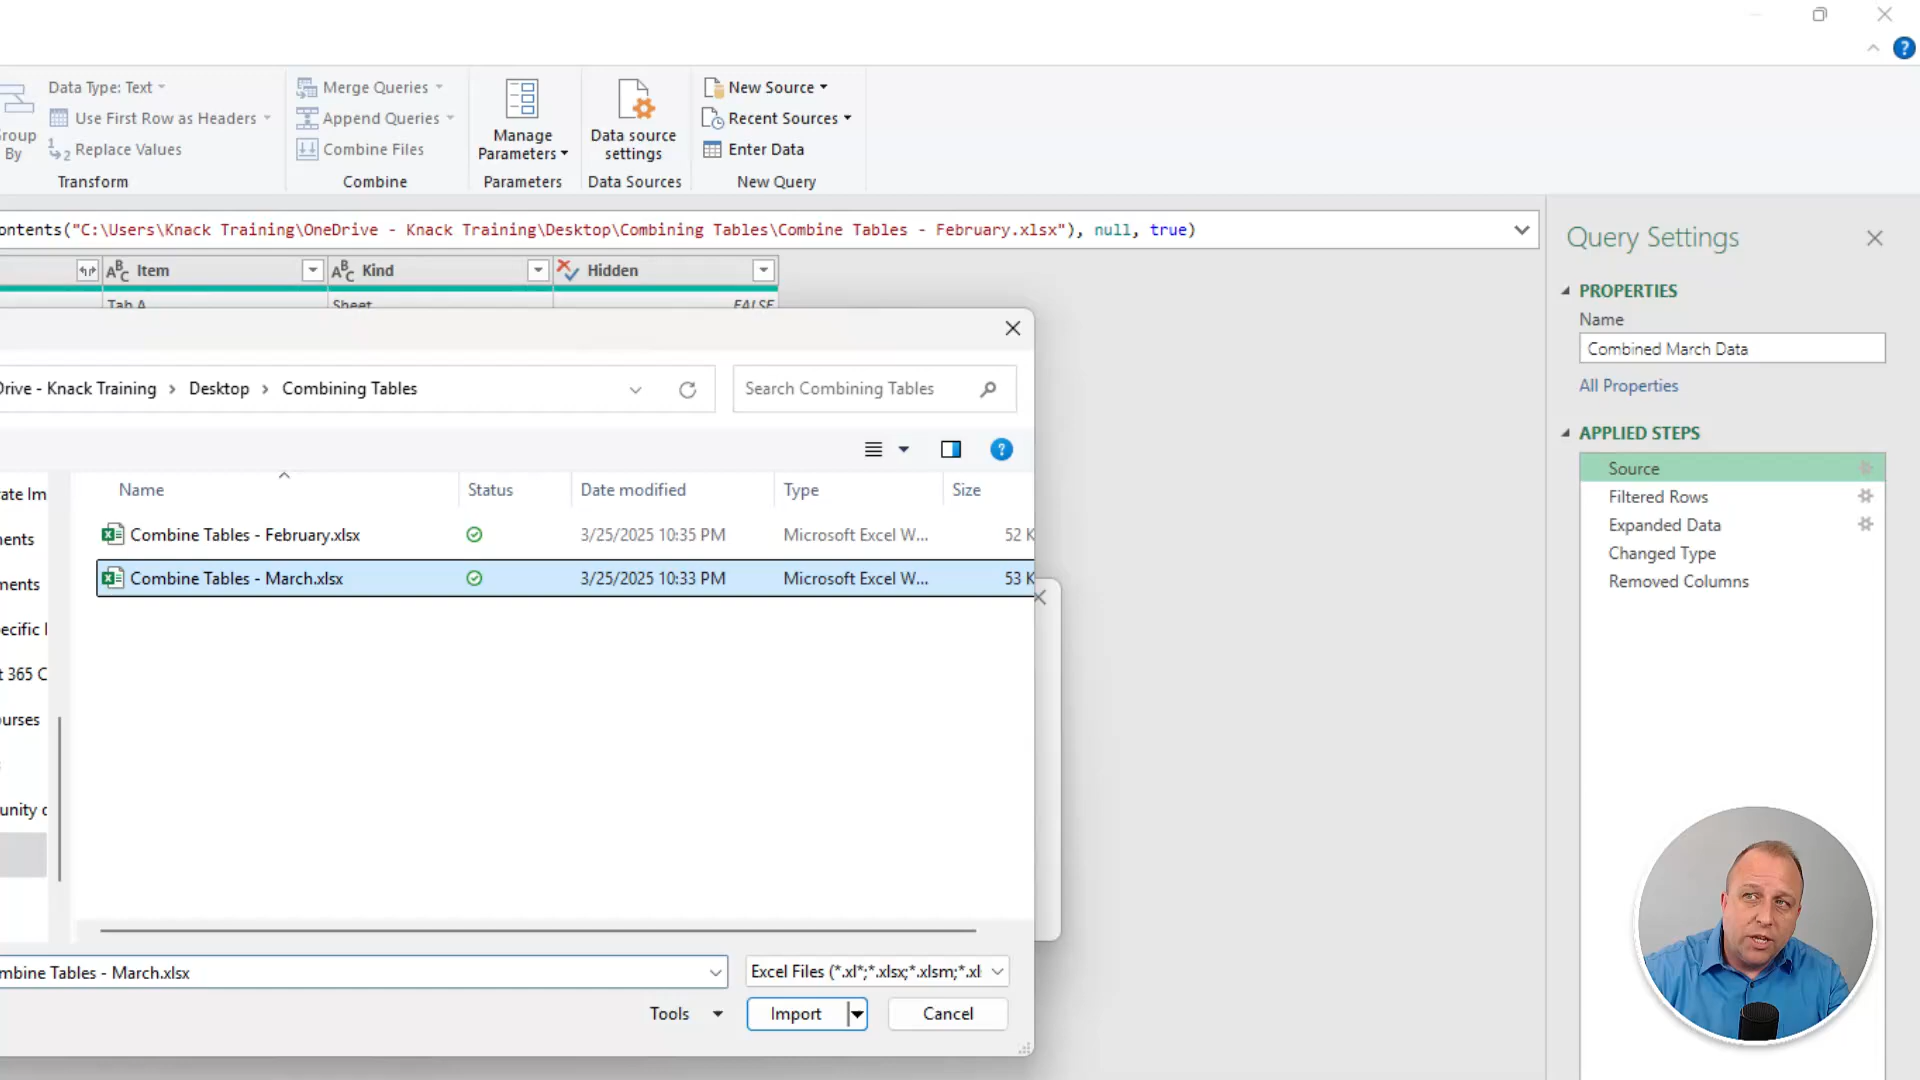 Data Type: Text
Merge Queries
New Source
Use First Row as Headers
Append Queries
Manage Parameters
Data source settings
Recent Sources
By
Replace Values
Combine Files
Enter Data
Transform
Combine
Parameters
Data Sources
New Query
ontents("C:\Users\Knack Training\OneDrive - Knack Training\Desktop\Combining Tables\Combine Tables - February.xlsx"), null, true)
Query Settings
Item
Kind
Hidden
Tab A
Sheet
FALSE
PROPERTIES
Name
Combined March Data
All Properties
APPLIED STEPS
Source
Filtered Rows
Expanded Data
Changed Type
Removed Columns
Drive - Knack Training > Desktop > Combining Tables
Search Combining Tables
Name
Status
Date modified
Type
Size
Combine Tables - February.xlsx
3/25/2025 10:35 PM
Microsoft Excel W...
52 K
Combine Tables - March.xlsx
3/25/2025 10:33 PM
Microsoft Excel W...
53 K
ate Im
ents
ments
ecific
t 365 C
urses
unity
mbine Tables - March.xlsx
Excel Files (*.xl*;*.xlsx;*.xlsm;*.xl
Tools
Import
Cancel